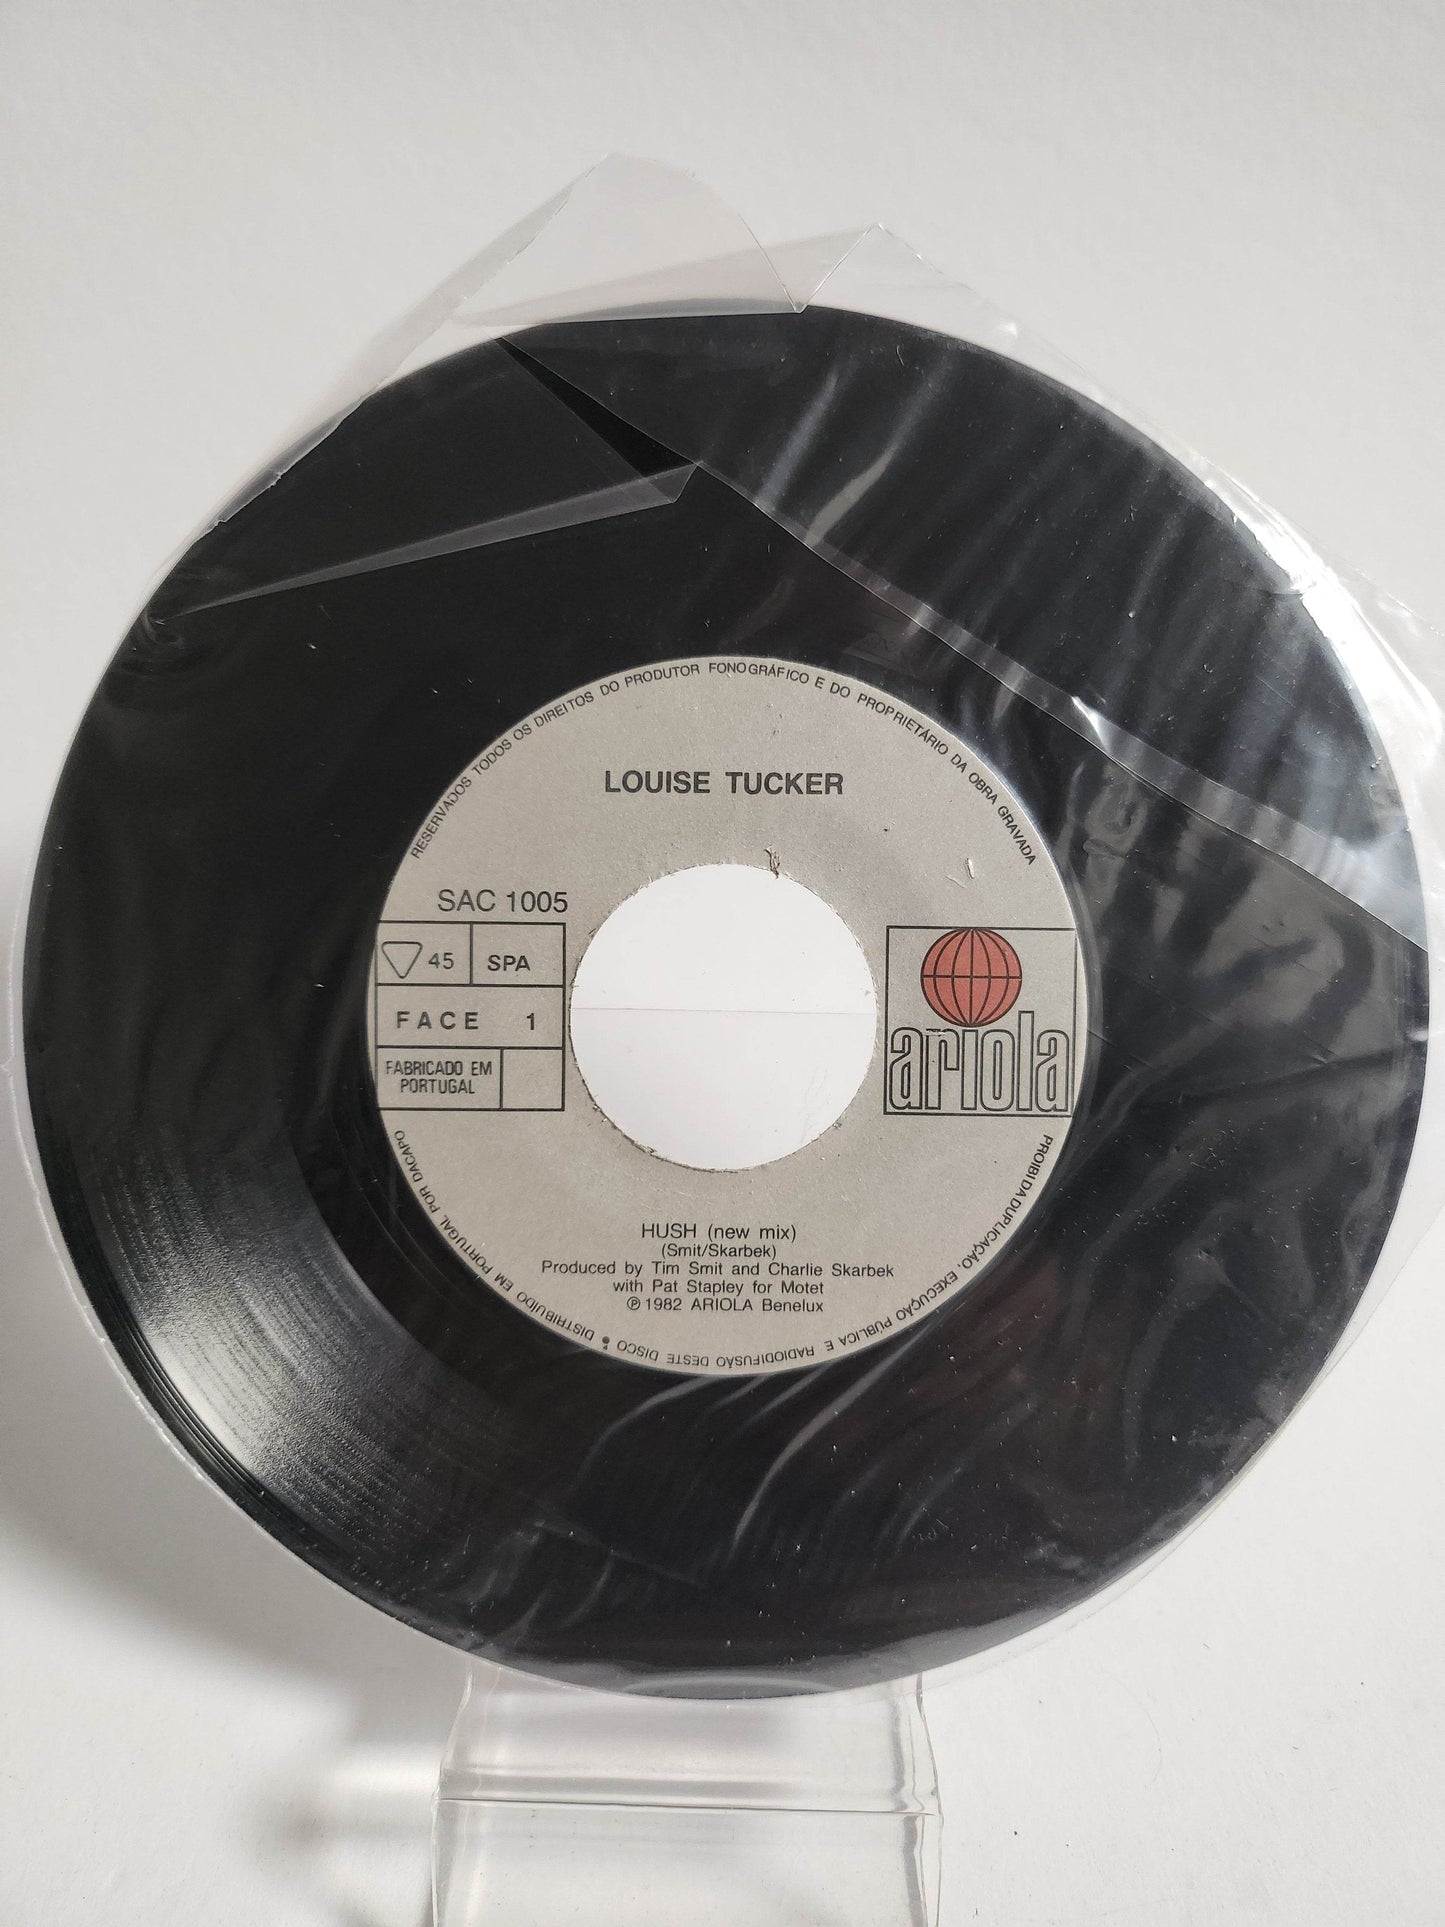 RESERVADOS TODOS OS DIREITOS DO PRODUTOR FONOGRÁFICO E DO PROPRIETÁRIO DA OBRA GRAVADA
LOUISE TUCKER
SAC 1005
45 SPA
FACE 1
FABRICADO EM
PORTUGAL
ariola
HUSH (new mix)
(Smit/Skarbek)
Produced by Tim Smit and Charlie Skarbek
with Pat Stapley for Motet
℗ 1982 ARIOLA Benelux
PROIBIDA DUPLICAÇÃO, EXECUÇÃO PÚBLICA E RADIODIFUSÃO DESTE DISCO • DISTRIBUÍDO EM PORTUGAL POR DACAPO